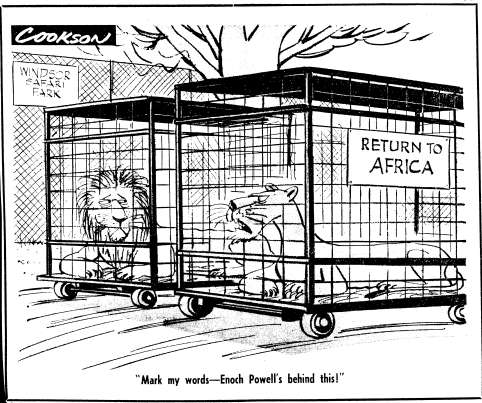 COOKSON
WINDSOR
SAFARI
PARK
RETURN TO
AFRICA
"Mark my words—Enoch Powell's behind this!"